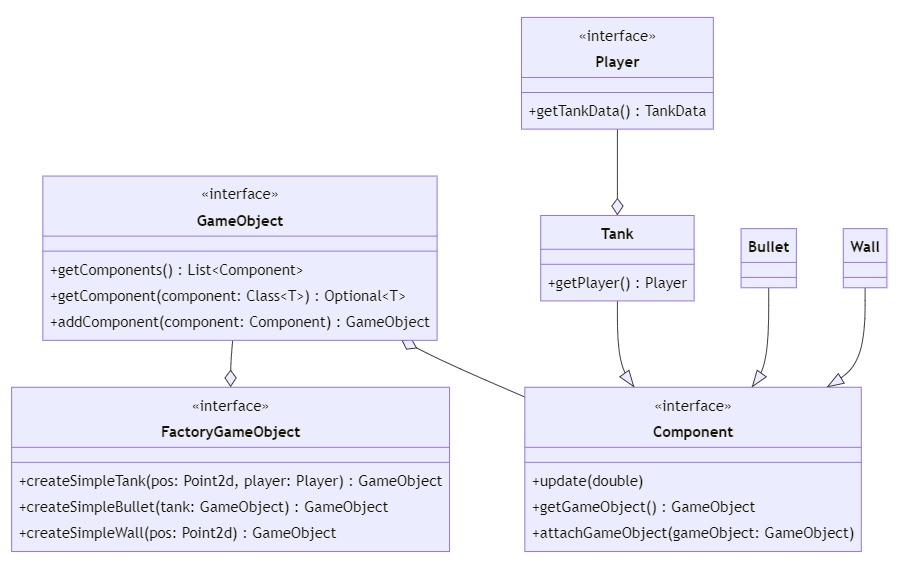 «interface»
Player
+getTankData() : TankData
«interface»
GameObject
+getComponents() : List<Component>
+getComponent(component: Class<T>) : Optional<T>
+addComponent(component: Component) : GameObject
Tank
+getPlayer() : Player
Bullet
Wall
«interface»
FactoryGameObject
+createSimpleTank(pos: Point2d, player: Player) : GameObject
+createSimpleBullet(tank: GameObject) : GameObject
+createSimpleWall(pos: Point2d) : GameObject
«interface»
Component
+update(double)
+getGameObject() : GameObject
+attachGameObject(gameObject: GameObject)